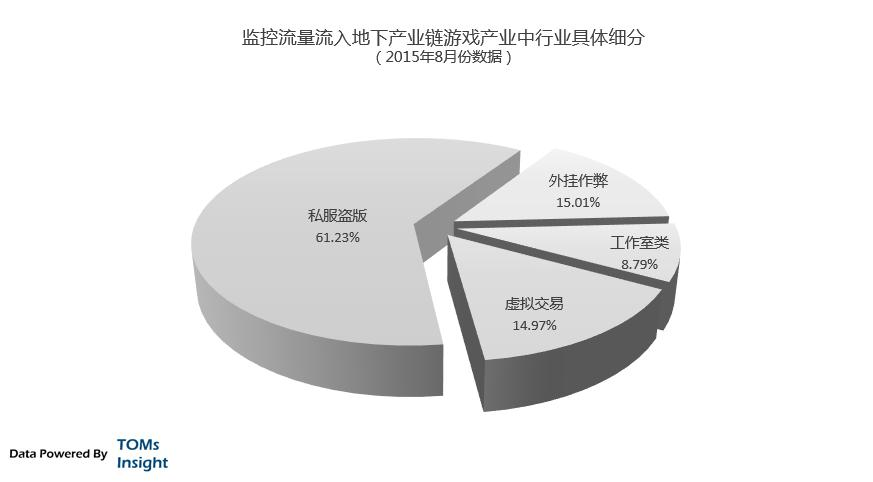 监控流量流入地下产业链游戏产业中行业具体细分
（2015年8月份数据）
私服盗版
61.23%
外挂作弊
15.01%
工作室类
8.79%
虚拟交易
14.97%
Data Powered By
TOMs
Insight